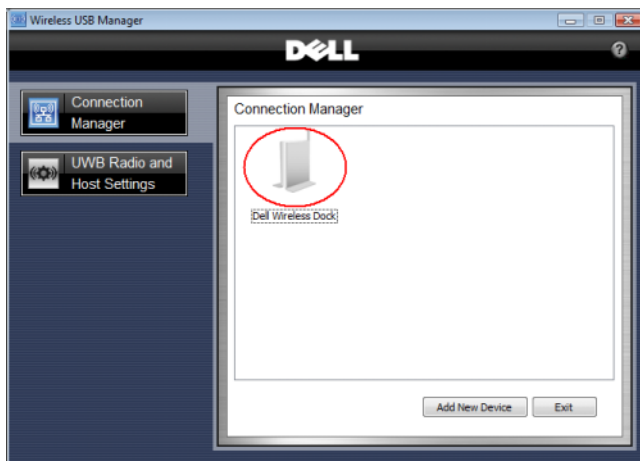 Wireless USB Manager
DELL
?
Connection
Manager
UWB Radio and
Host Settings
Connection Manager
Dell Wireless Dock
Add New Device
Exit